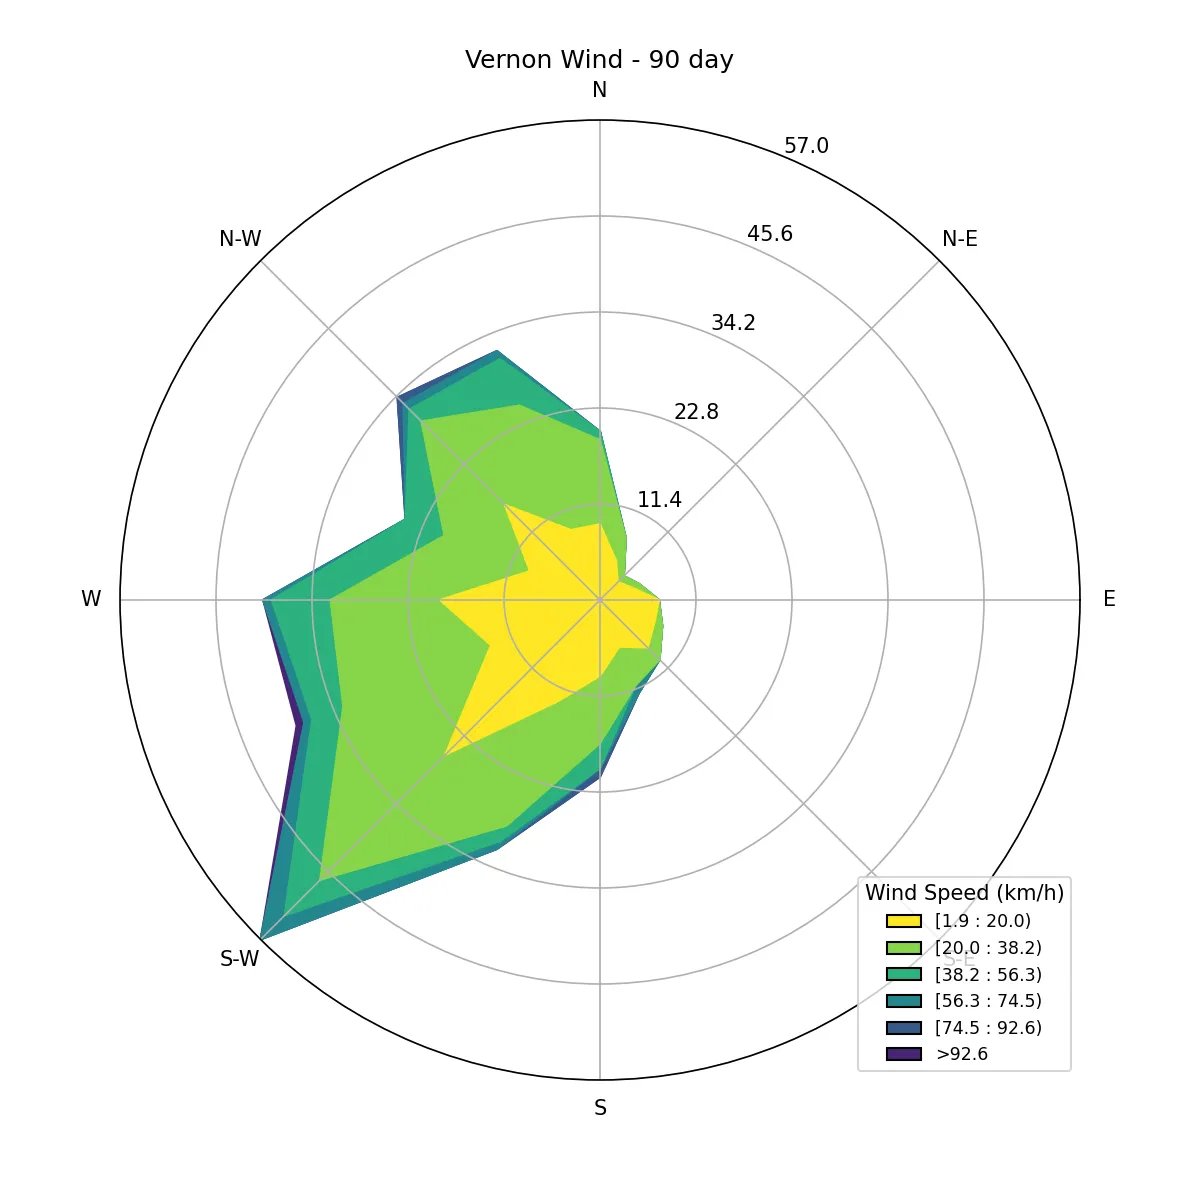 Vernon Wind - 90 day
N
57.0
N-W
45.6
N-E
34.2
22.8
11.4
W
E
S-W
S-E
S
Wind Speed (km/h)
[1.9 : 20.0)
[20.0 : 38.2)
[38.2 : 56.3)
[56.3 : 74.5)
[74.5 : 92.6)
>92.6